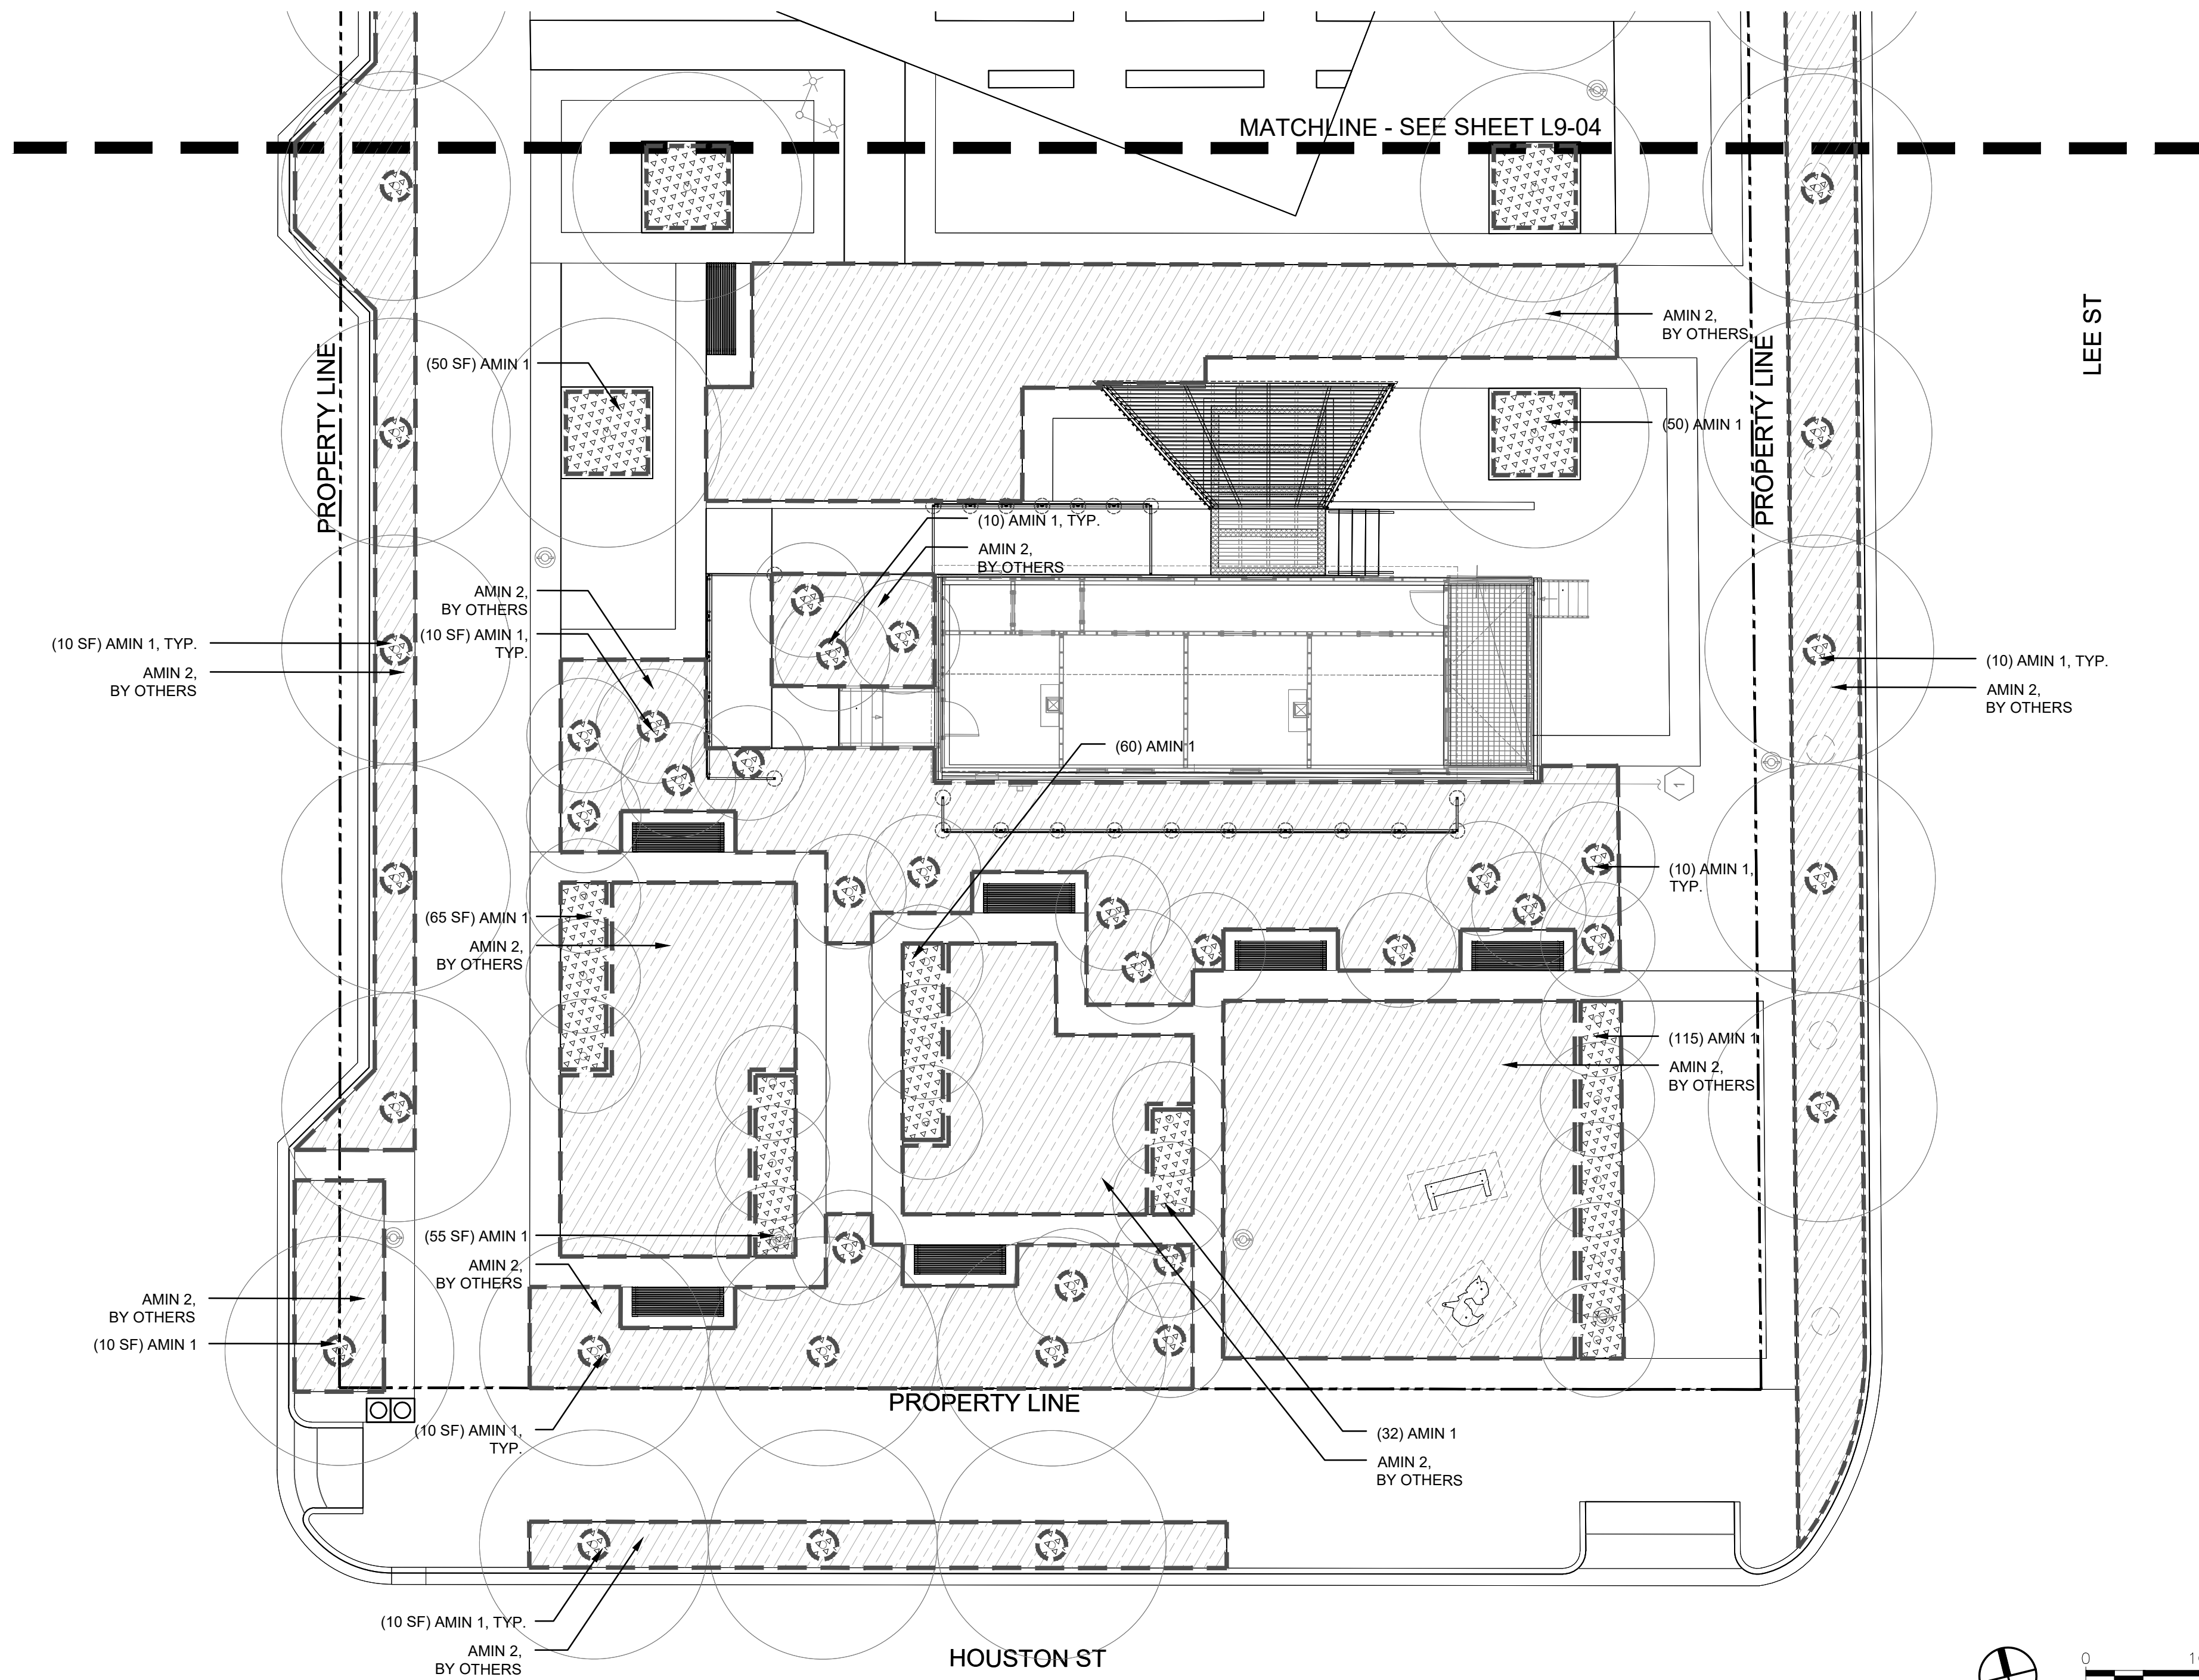 MATCHLINE - SEE SHEET L9-04
AMIN 2,
BY OTHERS
LEE ST
PROPERTY LINE
PROPERTY LINE
(50 SF) AMIN 1
(50) AMIN 1
(10) AMIN 1, TYP.
AMIN 2,
BY OTHERS
AMIN 2,
BY OTHERS
(10 SF) AMIN 1,
TYP.
(10 SF) AMIN 1, TYP.
AMIN 2,
BY OTHERS
(10) AMIN 1, TYP.
AMIN 2,
BY OTHERS
(60) AMIN 1
1
(10) AMIN 1,
TYP.
(65 SF) AMIN 1
AMIN 2,
BY OTHERS
(115) AMIN 1
AMIN 2,
BY OTHERS
(55 SF) AMIN 1
AMIN 2,
BY OTHERS
AMIN 2,
BY OTHERS
(10 SF) AMIN 1
PROPERTY LINE
(10 SF) AMIN 1,
TYP.
(32) AMIN 1
AMIN 2,
BY OTHERS
(10 SF) AMIN 1, TYP.
AMIN 2,
BY OTHERS
HOUSTON ST
0